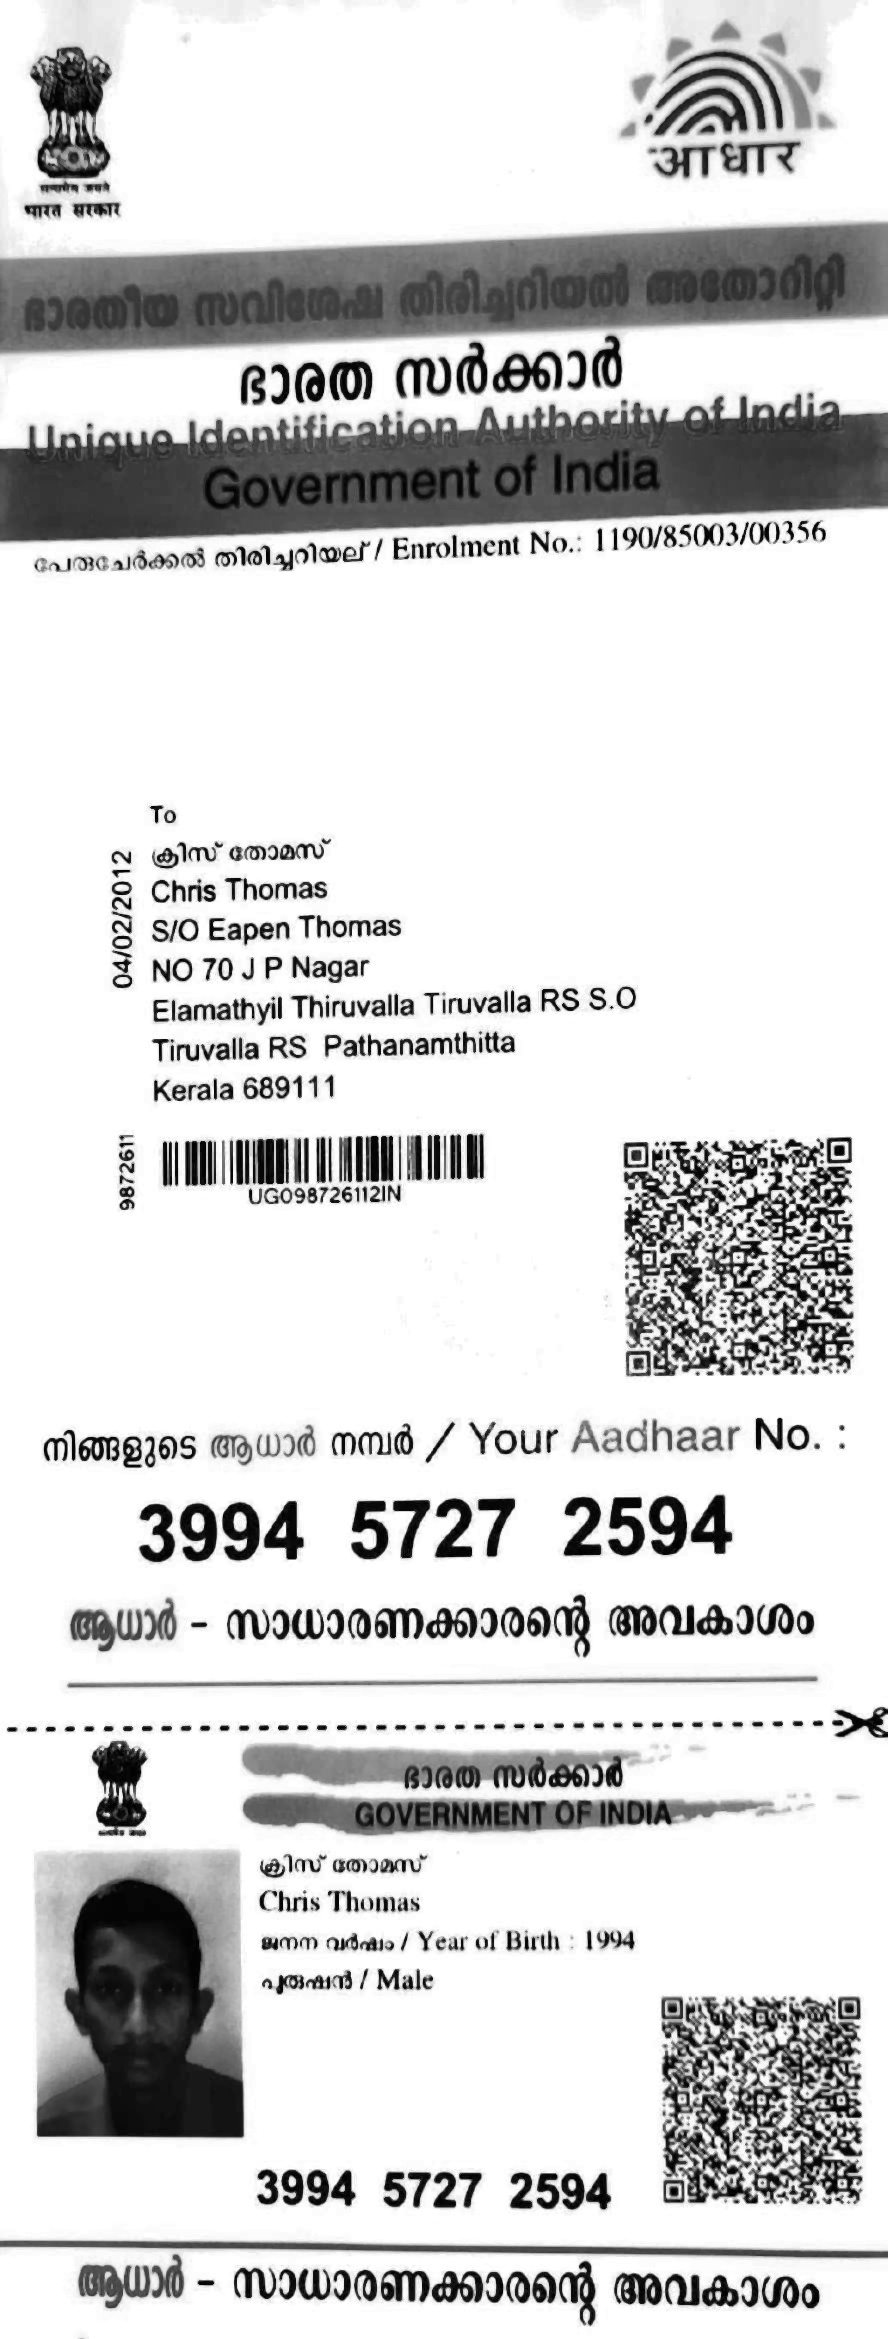 सत्यमेव जयते
भारत सरकार
आधार
ഭാരതീയ സവിശേഷ തിരിച്ചറിയൽ അതോറിറ്റി
ഭാരത സർക്കാർ
Unique Identification Authority of India
Government of India
പേരുചേർക്കൽ തിരിച്ചറിയല് / Enrolment No.: 1190/85003/00356
To
ക്രിസ് തോമസ്
Chris Thomas
S/O Eapen Thomas
NO 70 J P Nagar
Elamathyil Thiruvalla Tiruvalla RS S.O
Tiruvalla RS Pathanamthitta
Kerala 689111
04/02/2012
9872611
UG098726112IN
നിങ്ങളുടെ ആധാർ നമ്പർ / Your Aadhaar No. :
3994 5727 2594
ആധാർ - സാധാരണക്കാരന്റെ അവകാശം
ഭാരത സർക്കാർ
GOVERNMENT OF INDIA
ക്രിസ് തോമസ്
Chris Thomas
ജനന വർഷം / Year of Birth : 1994
പുരുഷൻ / Male
3994 5727 2594
ആധാർ - സാധാരണക്കാരന്റെ അവകാശം